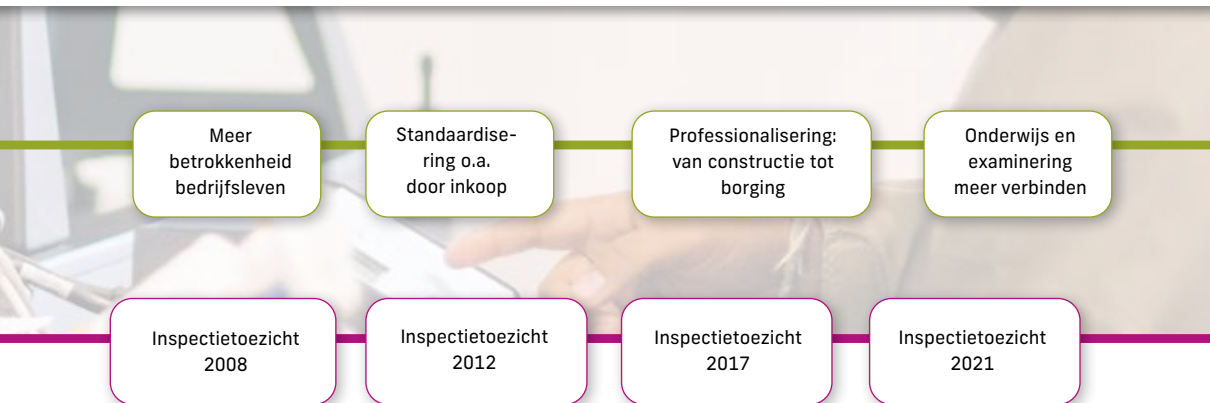 Meer
betrokkenheid
bedrijfsleven
Standaardise-
ring o.a.
door inkoop
Professionalisering:
van constructie tot
borging
Onderwijs en
examinering
meer verbinden
Inspectietoezicht
2008
Inspectietoezicht
2012
Inspectietoezicht
2017
Inspectietoezicht
2021